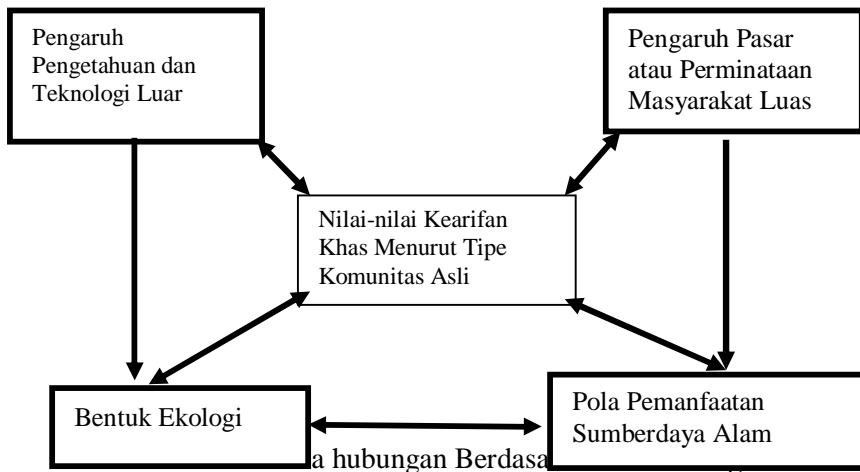 Pengaruh
Pengetahuan dan
Teknologi Luar
Pengaruh Pasar
atau Perminataan
Masyarakat Luas
Nilai-nilai Kearifan
Khas Menurut Tipe
Komunitas Asli
Bentuk Ekologi
Pola Pemanfaatan
Sumberdaya Alam
a hubungan Berdasa